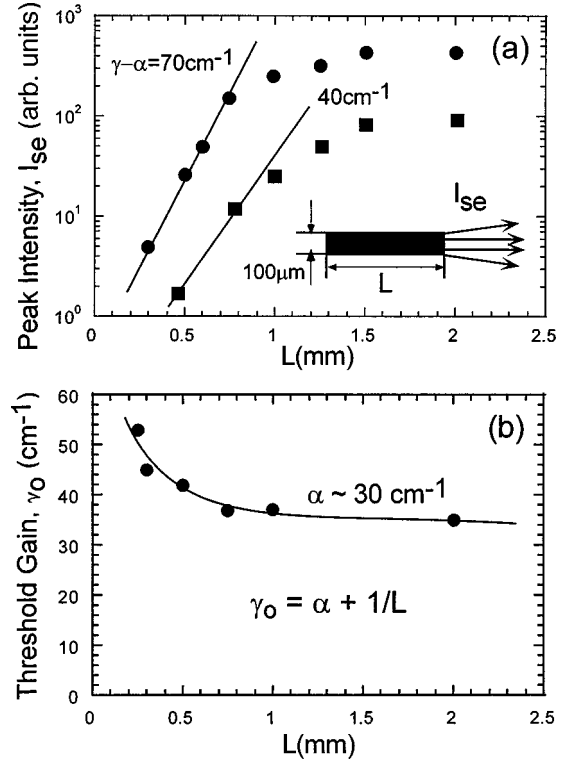 Peak Intensity, Ise (arb. units)
(a)
γ−α=70cm-1
40cm-1
Ise
100μm
L
10³
10²
10¹
10⁰
0 0.5 1 1.5 2 2.5
L(mm)
Threshold Gain, γo (cm-1)
(b)
α ~ 30 cm-1
γo = α + 1/L
60
50
40
30
20
10
0
0 0.5 1 1.5 2 2.5
L(mm)